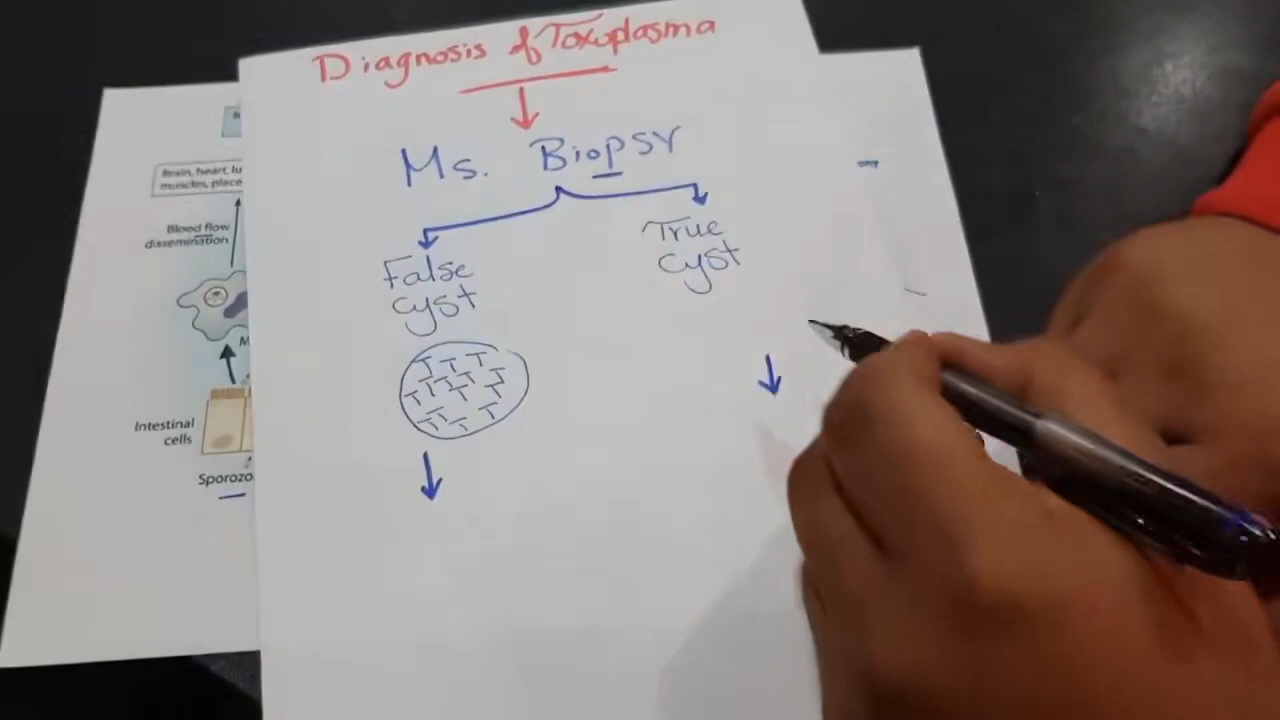 Diagnosis of Toxoplasma
Ms. Biopsy
False
cyst
True
cyst
T T T T T T T T T T T T T T T
Brain, heart, lu
muscles, place
Blood flow
dissemination
M
Intestinal
cells
Sporozo